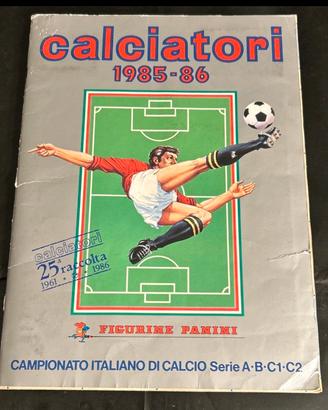 calciatori
1985-86
calciatori
25ª raccolta
1961 · 1986
FIGURINE PANINI
CAMPIONATO ITALIANO DI CALCIO Serie A·B·C1·C2